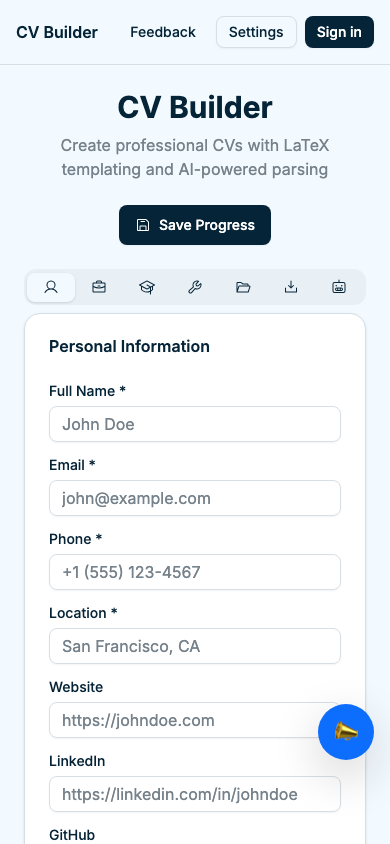 CV Builder
Feedback
Settings
Sign in
CV Builder
Create professional CVs with LaTeX
templating and AI-powered parsing
Save Progress
Personal Information
Full Name *
John Doe
Email *
john@example.com
Phone *
+1 (555) 123-4567
Location *
San Francisco, CA
Website
https://johndoe.com
LinkedIn
https://linkedin.com/in/johndoe
GitHub